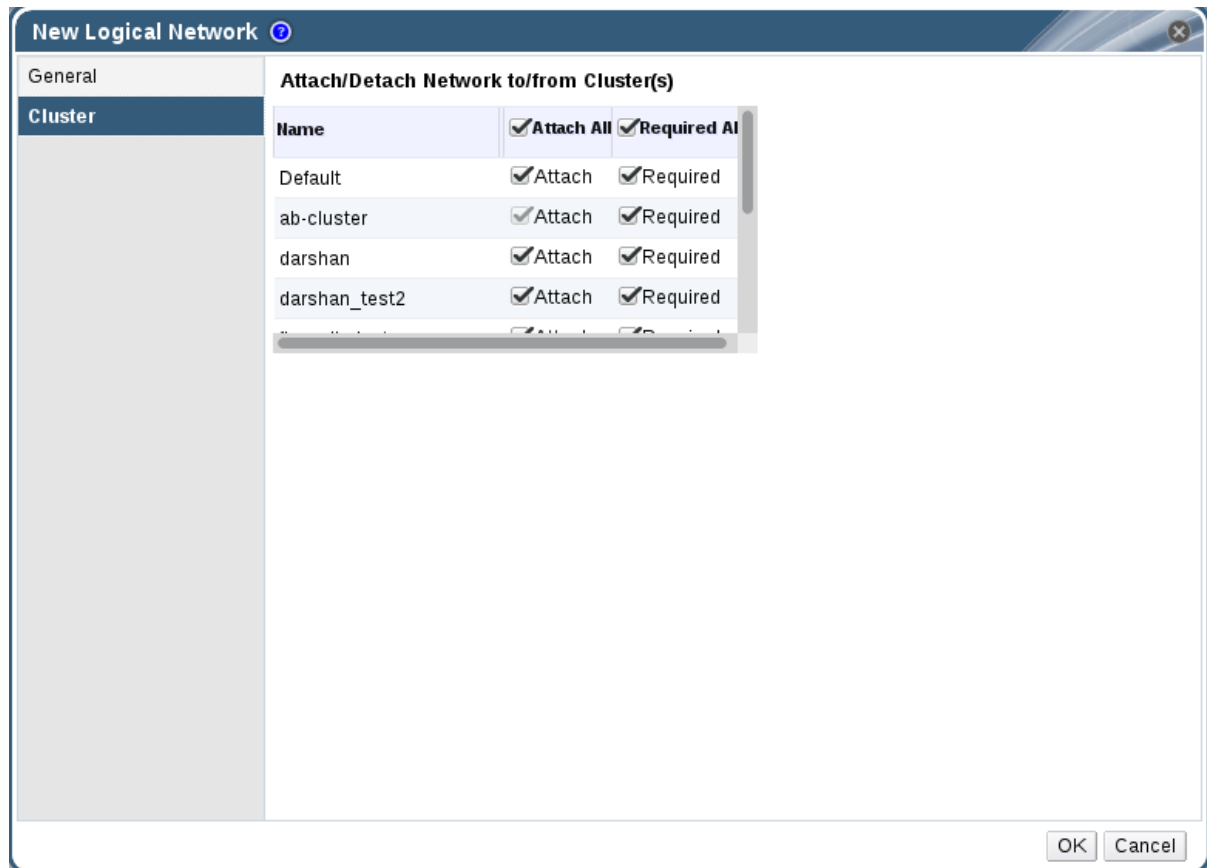 New Logical Network ?
General
Cluster
Attach/Detach Network to/from Cluster(s)
Name Attach All Required Al
Default Attach Required
ab-cluster Attach Required
darshan Attach Required
darshan_test2 Attach Required
OK Cancel